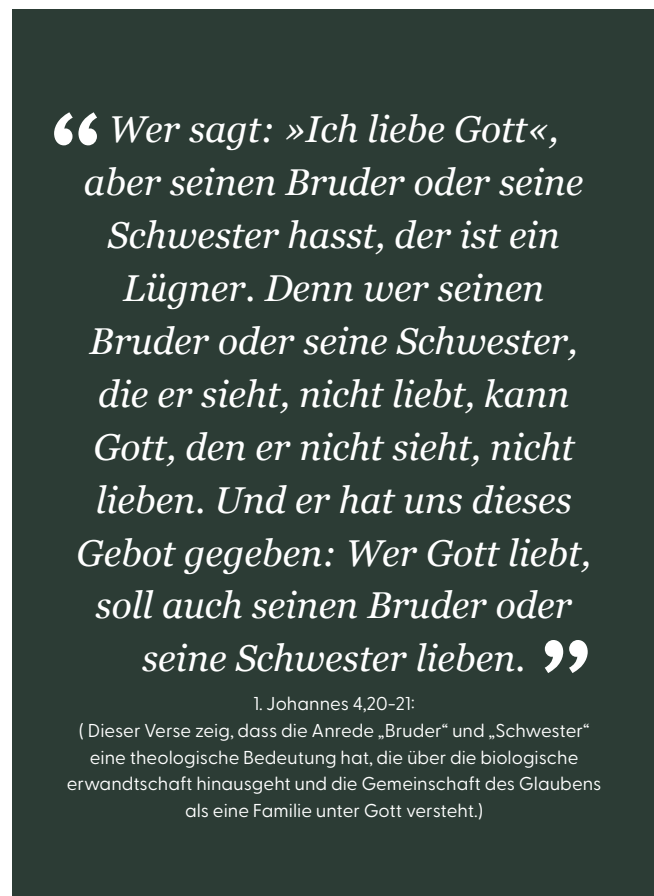 “ Wer sagt: »Ich liebe Gott«,
aber seinen Bruder oder seine
Schwester hasst, der ist ein
Lügner. Denn wer seinen
Bruder oder seine Schwester,
die er sieht, nicht liebt, kann
Gott, den er nicht sieht, nicht
lieben. Und er hat uns dieses
Gebot gegeben: Wer Gott liebt,
soll auch seinen Bruder oder
seine Schwester lieben. ”
1. Johannes 4,20-21:
( Dieser Verse zeig, dass die Anrede „Bruder“ und „Schwester“
eine theologische Bedeutung hat, die über die biologische
erwandtschaft hinausgeht und die Gemeinschaft des Glaubens
als eine Familie unter Gott versteht.)